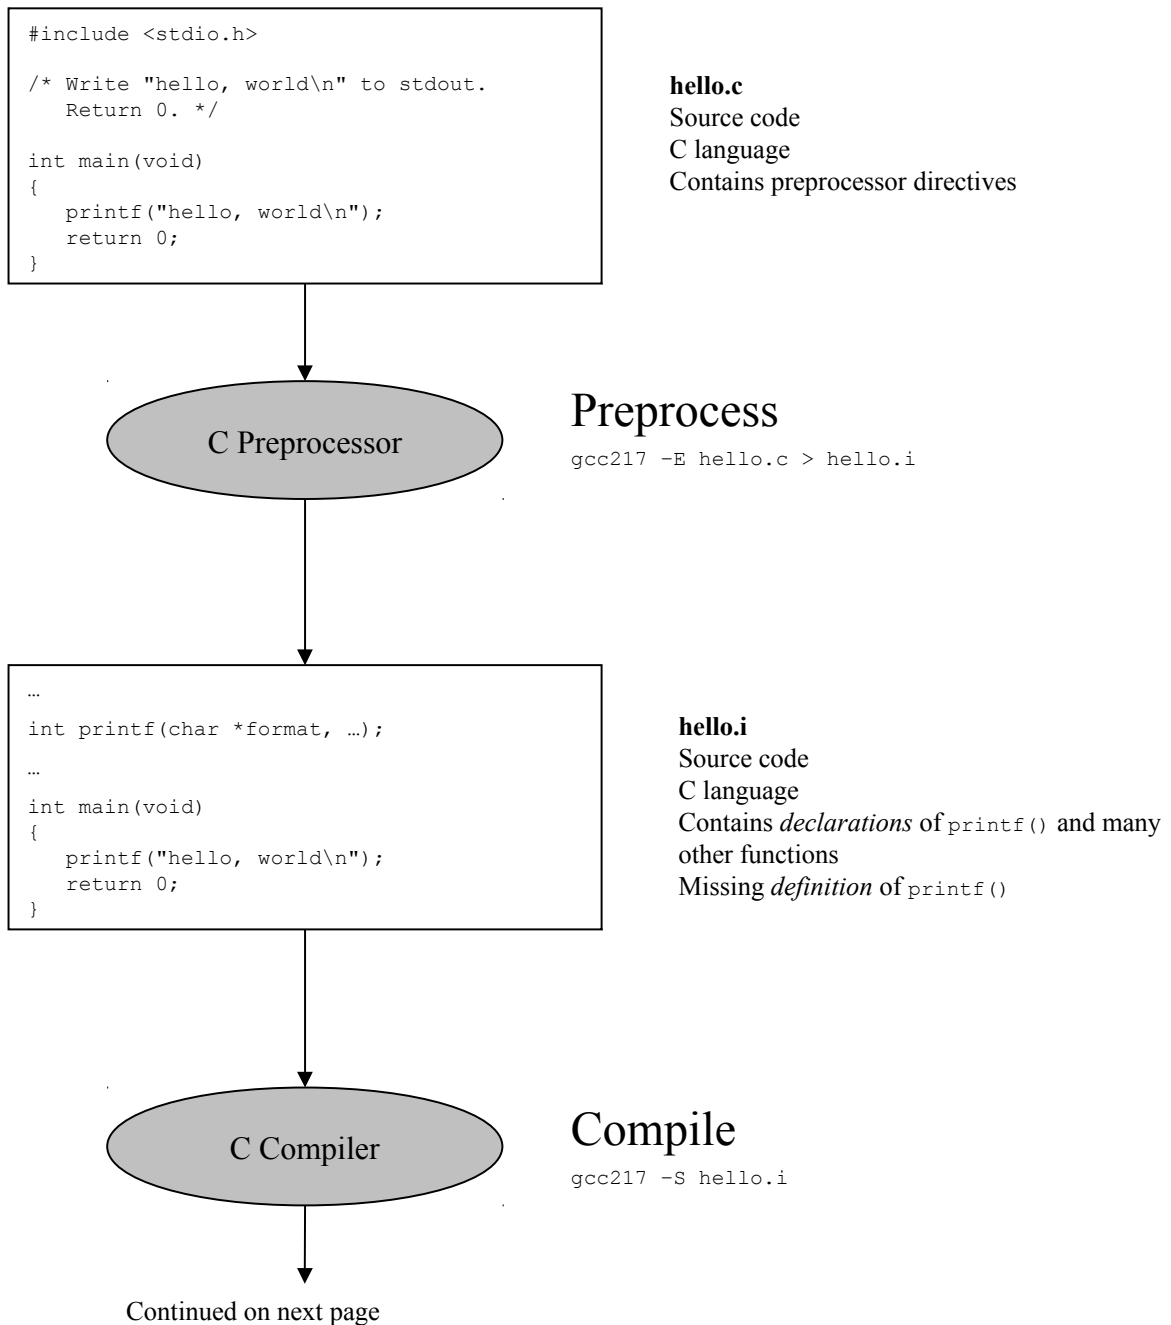 #include <stdio.h>
/* Write "hello, world\n" to stdout.
   Return 0. */
int main(void)
{
   printf("hello, world\n");
   return 0;
}
hello.c
Source code
C language
Contains preprocessor directives
C Preprocessor
Preprocess
gcc217 –E hello.c > hello.i
…
int printf(char *format, …);
…
int main(void)
{
   printf("hello, world\n");
   return 0;
}
hello.i
Source code
C language
Contains declarations of printf() and many
other functions
Missing definition of printf()
C Compiler
Compile
gcc217 –S hello.i
Continued on next page